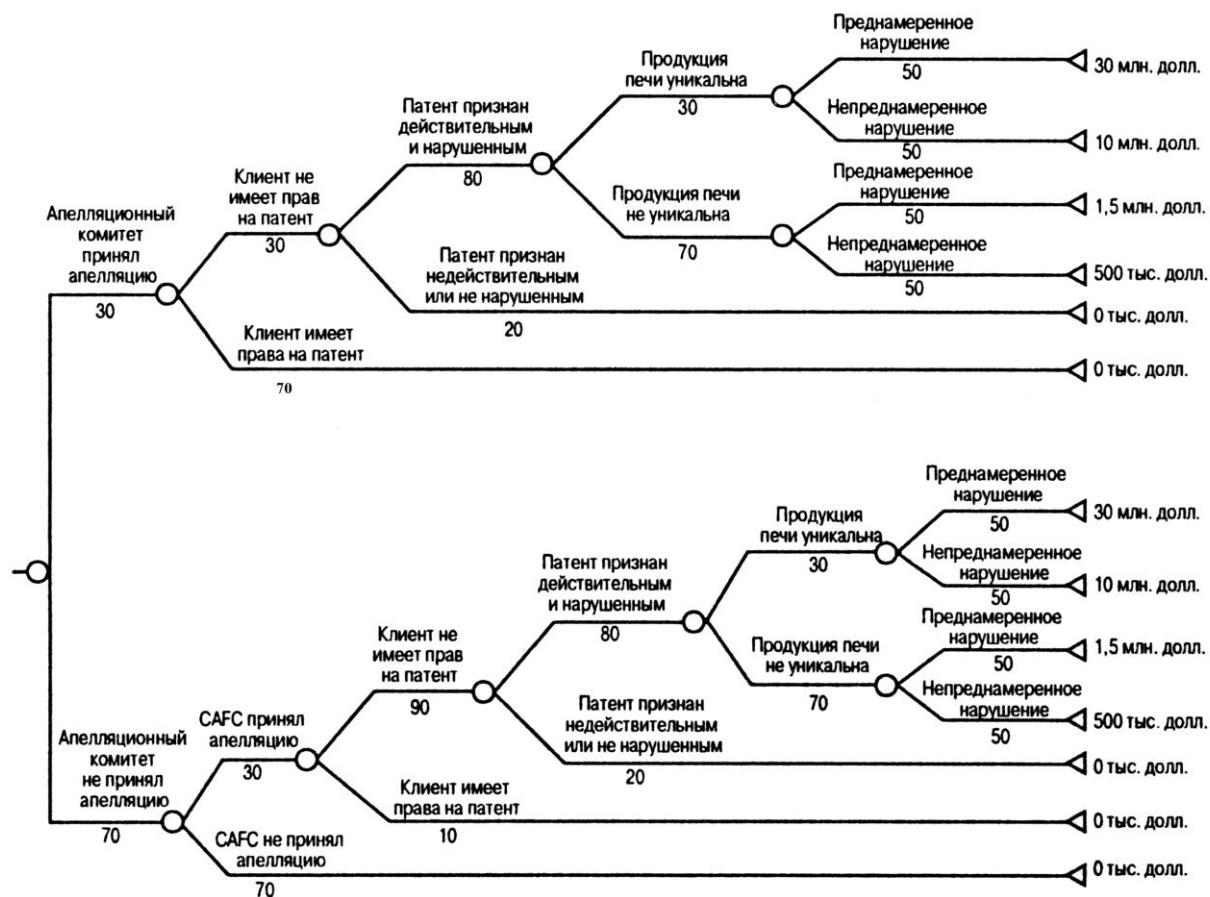 Преднамеренное
нарушение
50
30 млн. долл.
Продукция
печи уникальна
30
Непреднамеренное
нарушение
50
10 млн. долл.
Патент признан
действительным
и нарушенным
80
Преднамеренное
нарушение
50
1,5 млн. долл.
Продукция печи
не уникальна
70
Непреднамеренное
нарушение
50
500 тыс. долл.
Клиент не
имеет прав
на патент
30
Патент признан
недействительным
или не нарушенным
20
0 тыс. долл.
Апелляционный
комитет
принял
апелляцию
30
Клиент имеет
права на патент
70
0 тыс. долл.
Преднамеренное
нарушение
50
30 млн. долл.
Продукция
печи уникальна
30
Непреднамеренное
нарушение
50
10 млн. долл.
Патент признан
действительным
и нарушенным
80
Преднамеренное
нарушение
50
1,5 млн. долл.
Продукция печи
не уникальна
70
Непреднамеренное
нарушение
50
500 тыс. долл.
Клиент не
имеет прав
на патент
90
Патент признан
недействительным
или не нарушенным
20
0 тыс. долл.
CAFC принял
апелляцию
30
Клиент имеет
права на патент
10
0 тыс. долл.
Апелляционный
комитет
не принял
апелляцию
70
CAFC не принял
апелляцию
70
0 тыс. долл.